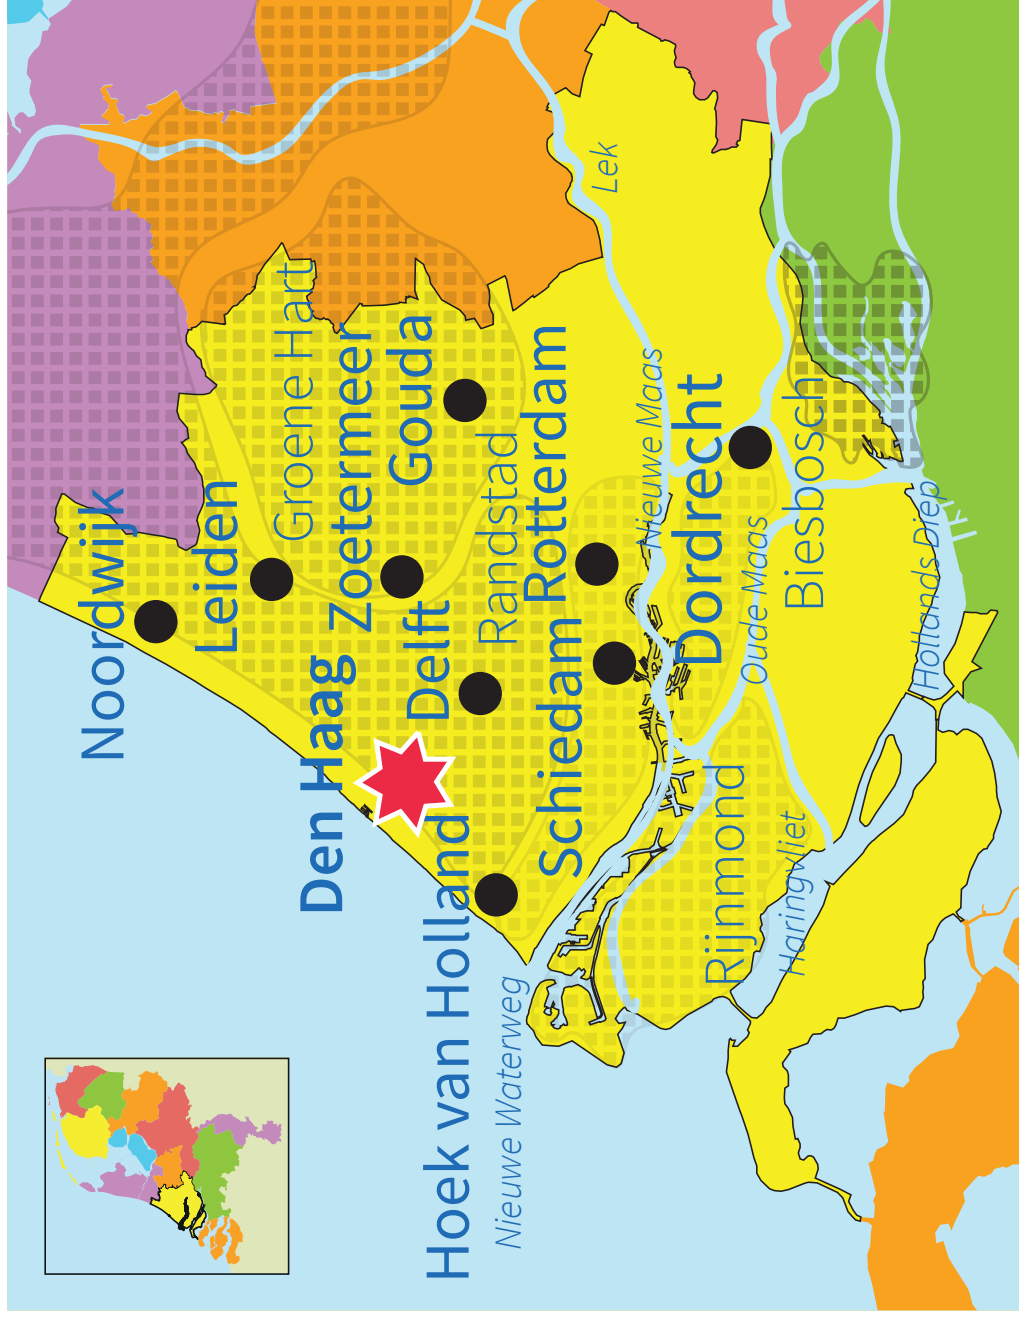 Noordwijk
Leiden
Groene Hart
Den Haag
Zoetermeer
Gouda
Delft
Hoek van Holland
Randstad
Nieuwe Waterweg
Rotterdam
Schiedam
Lek
Nieuwe Maas
Dordrecht
Rijnmond
Oude Maas
Haringvliet
Biesbosch
Hollands Diep